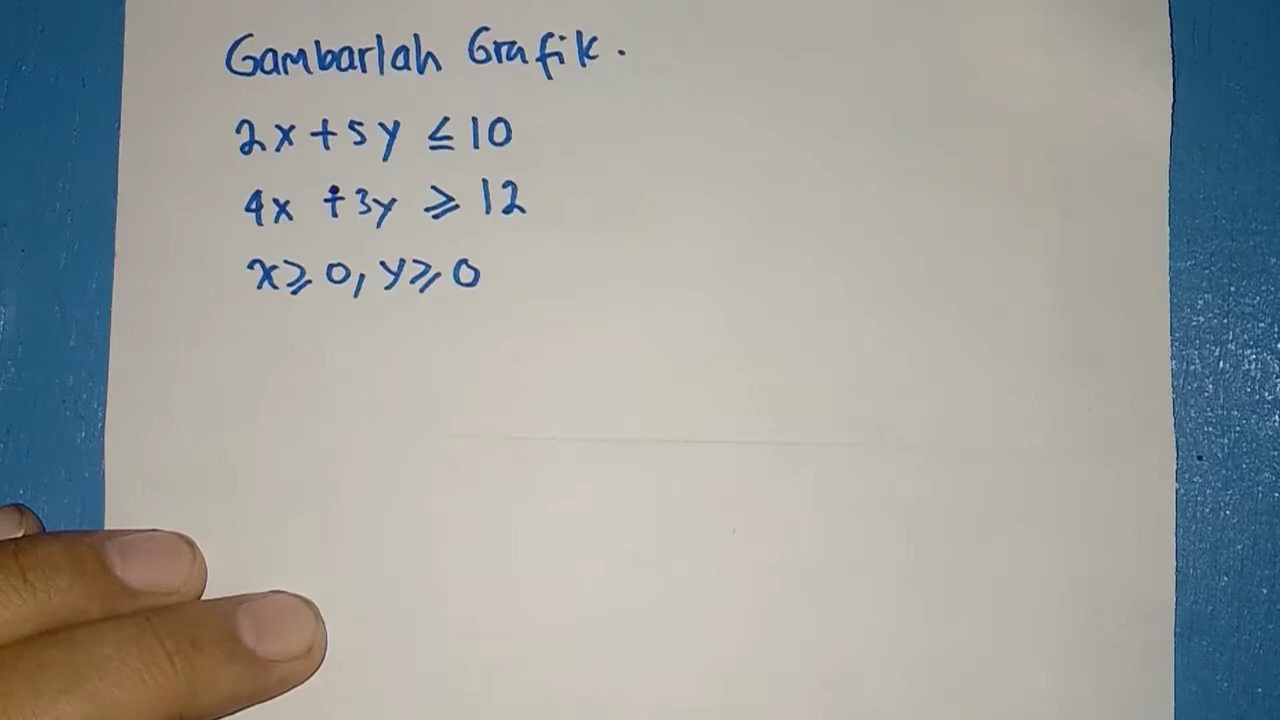 Gambarlah Grafik.
2x + 5y ≤ 10
4x + 3y ≥ 12
x ≥ 0, y ≥ 0